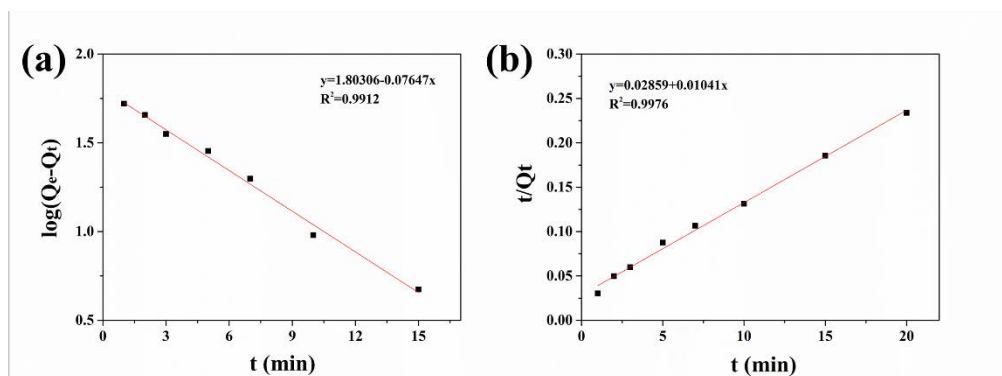 (a)
y=1.80306-0.07647x
R²=0.9912
log(Qe-Qt)
2.0
1.5
1.0
0.5
0
3
6
9
12
15
t (min)
(b)
y=0.02859+0.01041x
R²=0.9976
t/Qt
0.30
0.25
0.20
0.15
0.10
0.05
0.00
0
5
10
15
20
t (min)